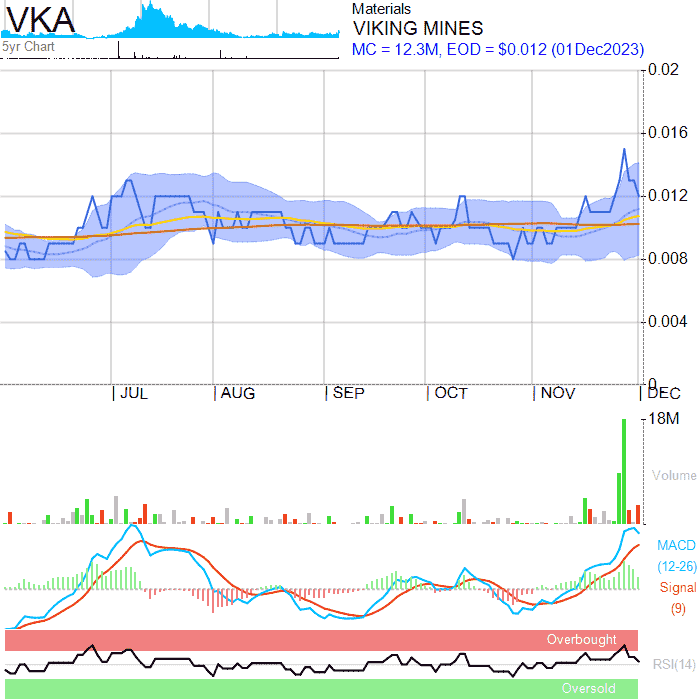 VKA
5yr Chart
Materials
VIKING MINES
MC = 12.3M, EOD = $0.012 (01Dec2023)
0.02
0.016
0.012
0.008
0.004
0
JUL AUG SEP OCT NOV DEC
18M
Volume
MACD
(12-26)
Signal
(9)
Overbought
RSI(14)
Oversold